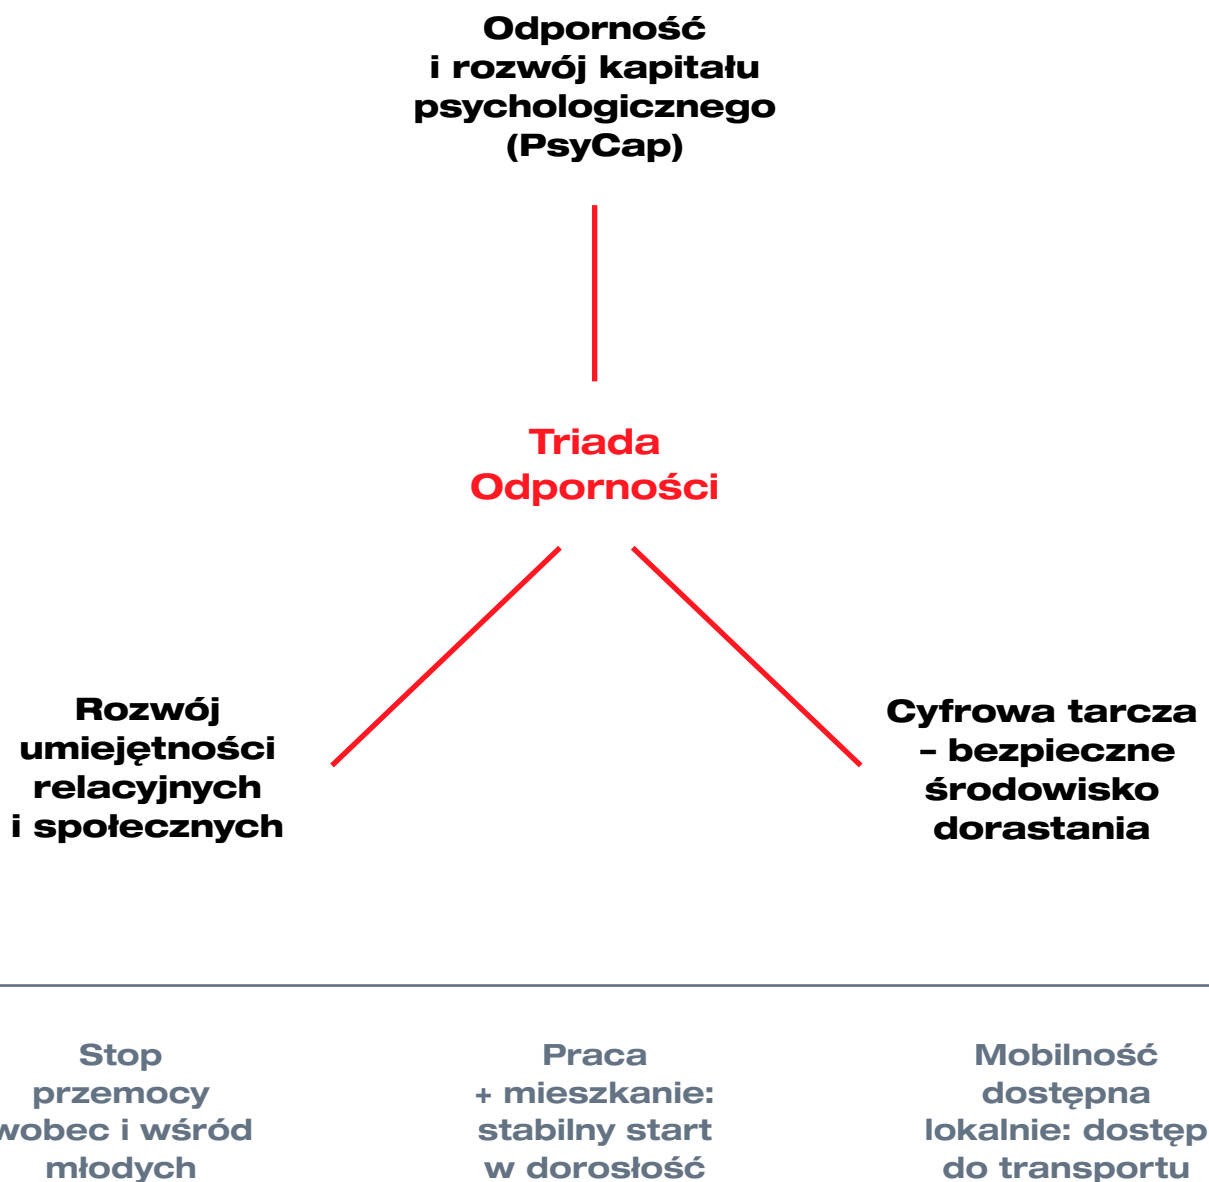 Odporność
i rozwój kapitału
psychologicznego
(PsyCap)
Triada
Odporności
Rozwój
umiejętności
relacyjnych
i społecznych
Cyfrowa tarcza
– bezpieczne
środowisko
dorastania
Stop
przemocy
wobec i wśród
młodych
Praca
+ mieszkanie:
stabilny start
w dorosłość
Mobilność
dostępna
lokalnie: dostęp
do transportu